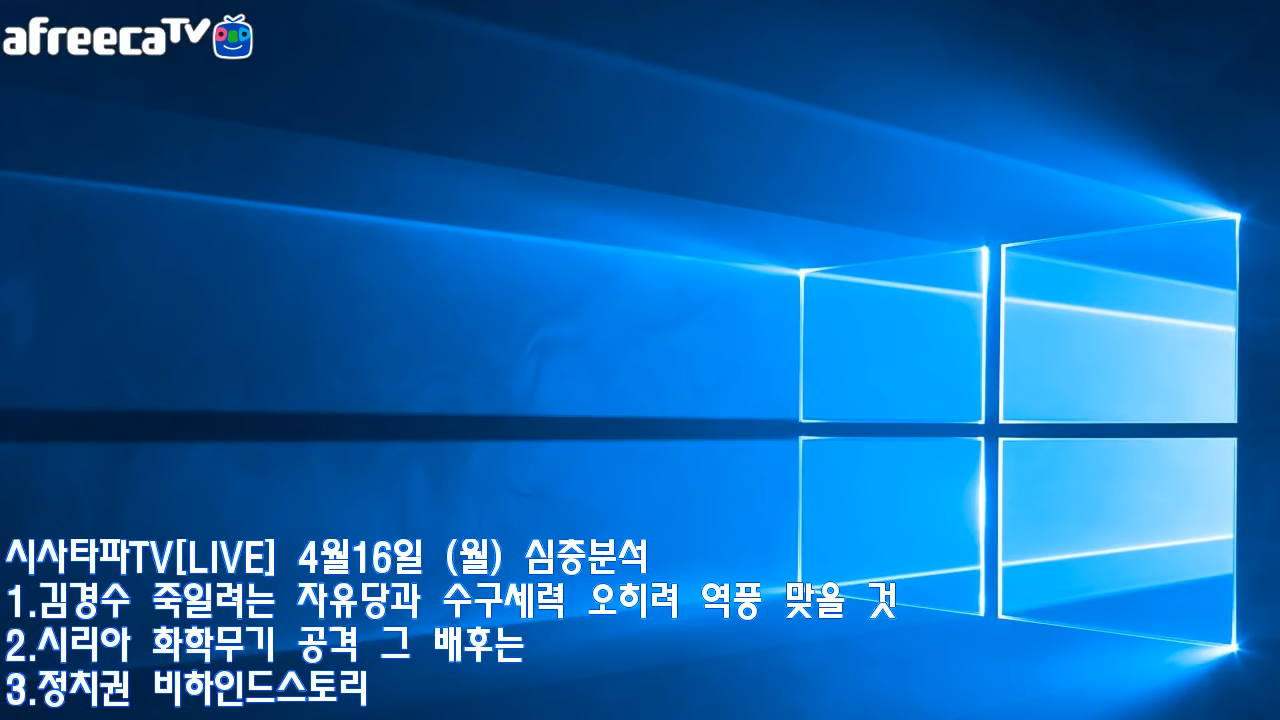 afreecaTV
시사타파TV[LIVE] 4월16일 (월) 심층분석
1.김경수 죽일려는 자유당과 수구세력 오히려 역풍 맞을 것
2.시리아 화학무기 공격 그 배후는
3.정치권 비하인드스토리